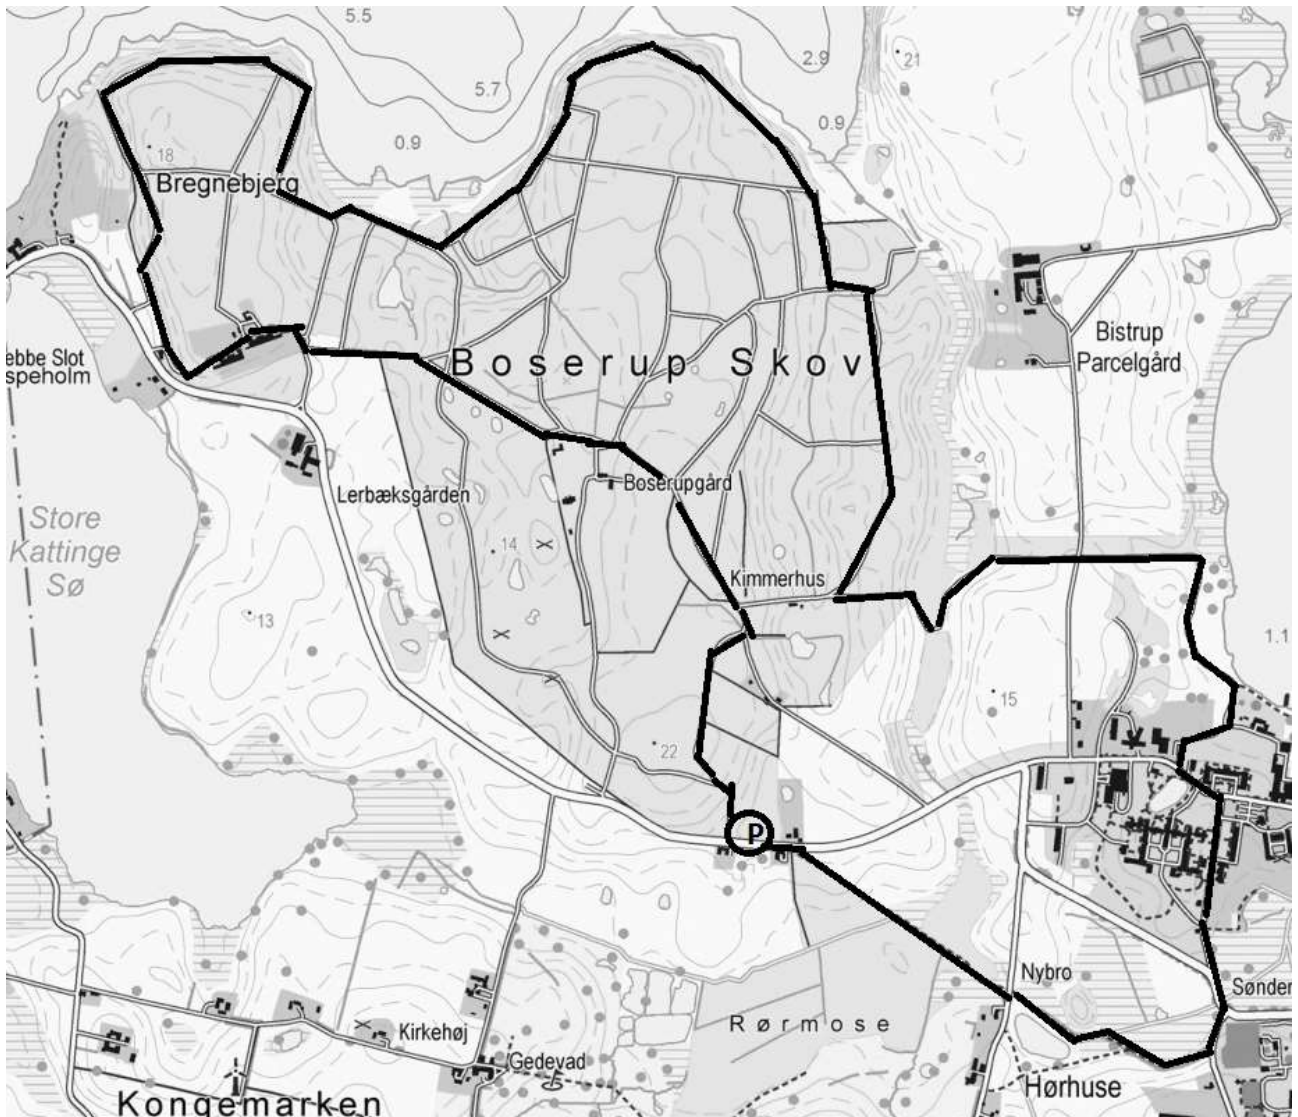 5.5
5.7
2.9
21
0.9
0.9
18
Bregnebjerg
ebbe Slot
speholm
Boserup Skov
Bistrup
Parcelgård
Lerbæksgården
Boserupgård
Store
Kattinge
Sø
14
Kimmerhus
13
1.1
15
22
P
Nybro
Sønder
Rørmose
Kirkehøj
Gedevad
Hørhuse
Kongemarken